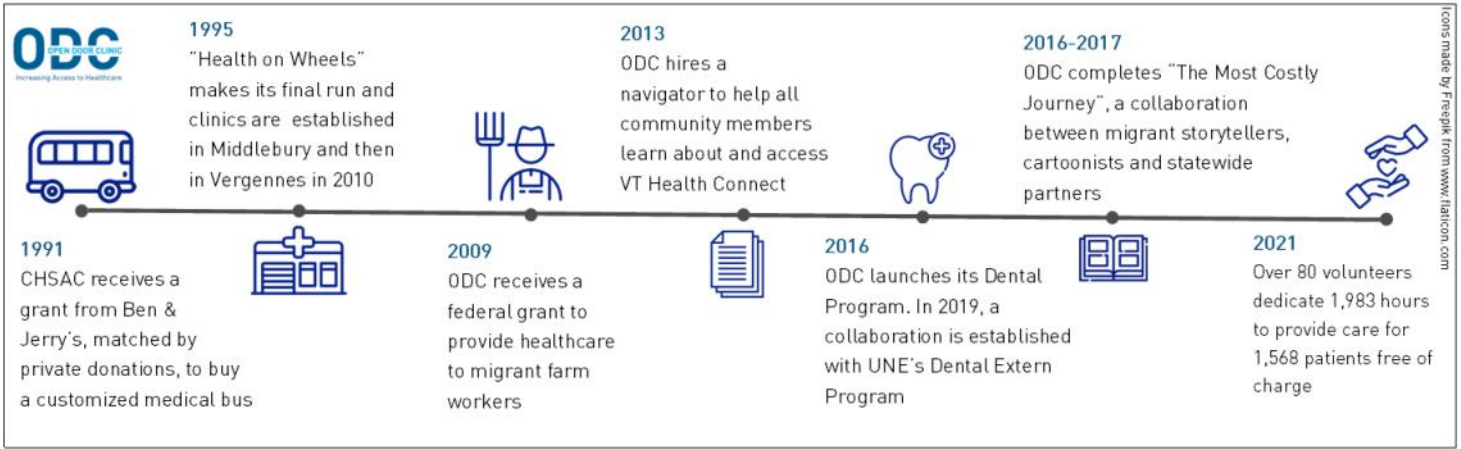 ODC
OPEN DOOR CLINIC
Increasing Access to Healthcare
1991
CHSAC receives a
grant from Ben &
Jerry's, matched by
private donations, to buy
a customized medical bus
1995
"Health on Wheels"
makes its final run and
clinics are established
in Middlebury and then
in Vergennes in 2010
2009
ODC receives a
federal grant to
provide healthcare
to migrant farm
workers
2013
ODC hires a
navigator to help all
community members
learn about and access
VT Health Connect
2016
ODC launches its Dental
Program. In 2019, a
collaboration is established
with UNE's Dental Extern
Program
2016-2017
ODC completes "The Most Costly
Journey", a collaboration
between migrant storytellers,
cartoonists and statewide
partners
2021
Over 80 volunteers
dedicate 1,983 hours
to provide care for
1,568 patients free of
charge
Icons made by Freepik from www.flaticon.com